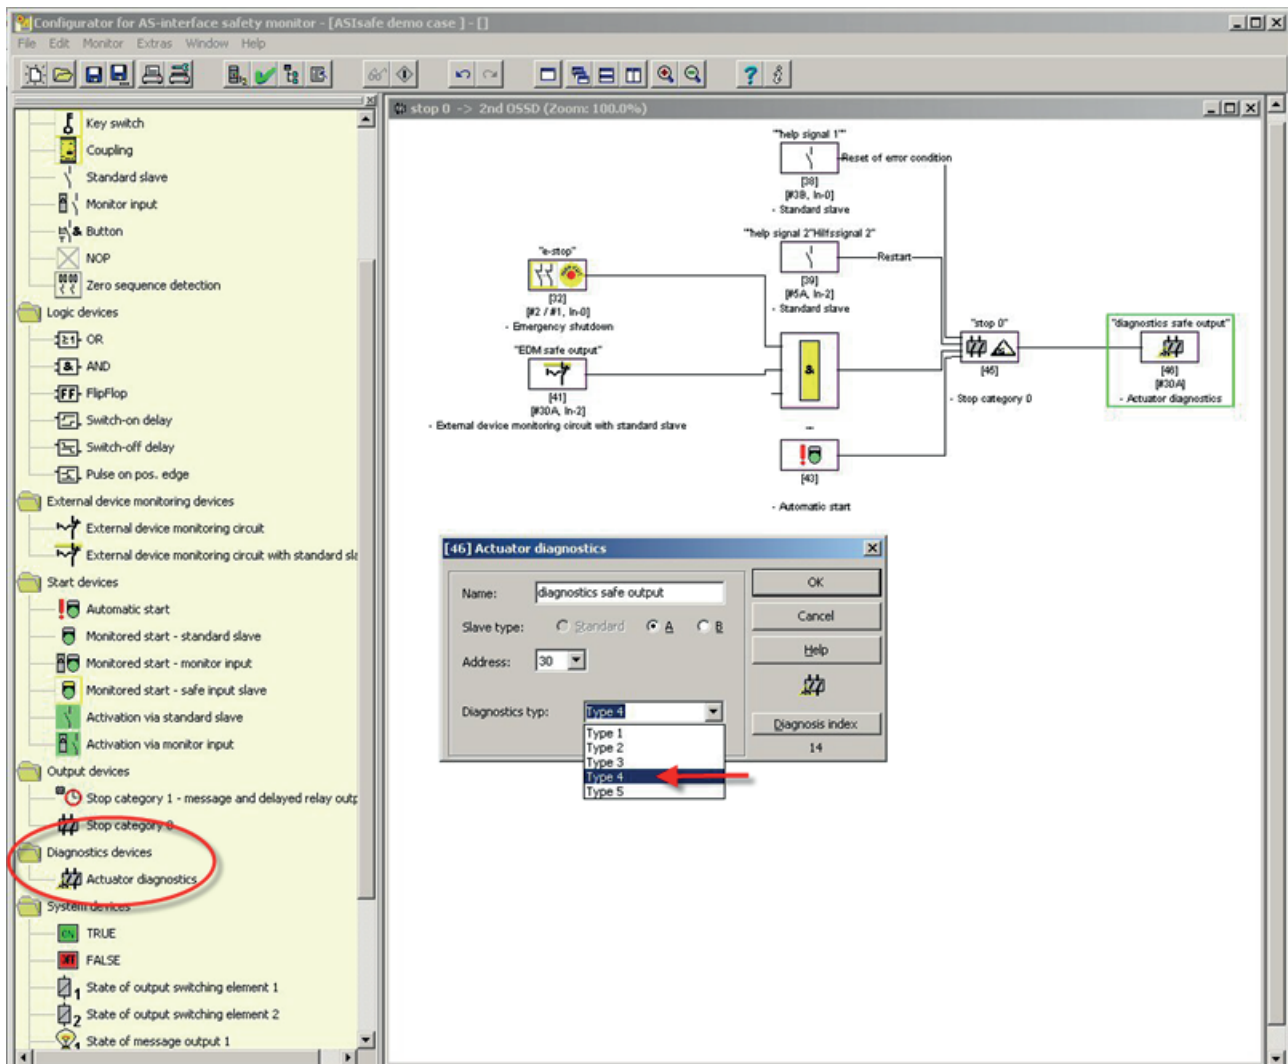 Configurator for AS-interface safety monitor - [ASIsafe demo case ] - []
File Edit Monitor Extras Window Help
Key switch
Coupling
Standard slave
Monitor input
Button
NOP
Zero sequence detection
Logic devices
OR
AND
FlipFlop
Switch-on delay
Switch-off delay
Pulse on pos. edge
External device monitoring devices
External device monitoring circuit
External device monitoring circuit with standard sla
Start devices
Automatic start
Monitored start - standard slave
Monitored start - monitor input
Monitored start - safe input slave
Activation via standard slave
Activation via monitor input
Output devices
Stop category 1 - message and delayed relay outp
Stop category 0
Diagnostics devices
Actuator diagnostics
System devices
ON TRUE
OFF FALSE
State of output switching element 1
State of output switching element 2
State of message output 1
stop 0 -> 2nd OSSD (Zoom: 100.0%)
""help signal 1""
Reset of error condition
[38]
[#3B, In-0]
- Standard slave
""help signal 2"Hilfssignal 2"
Restart
[39]
[#5A, In-2]
- Standard slave
"e-stop"
[32]
[#2 / #1, In-0]
- Emergency shutdown
"EDM safe output"
[41]
[#30A, In-2]
- External device monitoring circuit with standard slave
&
...
[43]
- Automatic start
"stop 0"
[45]
- Stop category 0
"diagnostics safe output"
[46]
[#30A]
- Actuator diagnostics
[46] Actuator diagnostics
Name: diagnostics safe output
Slave type: Standard A B
Address: 30
Diagnostics typ: Type 4
Type 1
Type 2
Type 3
Type 4
Type 5
OK
Cancel
Help
Diagnosis index
14